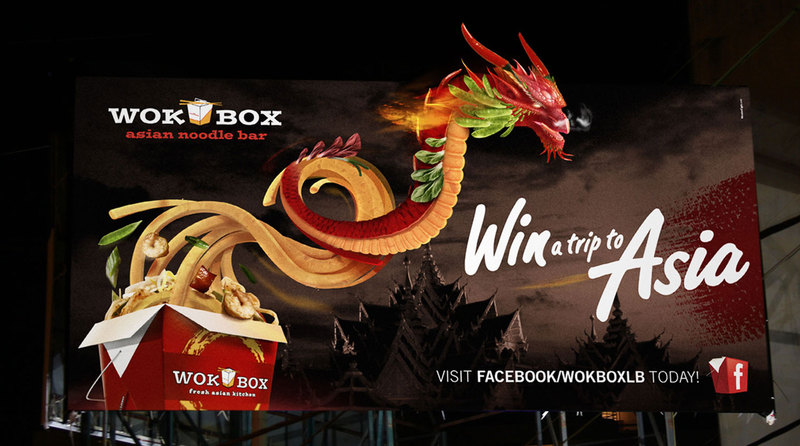 WOK BOX
asian noodle bar
Win a trip to Asia
WOK BOX
fresh asian kitchen
VISIT FACEBOOK/WOKBOXLB TODAY!
f